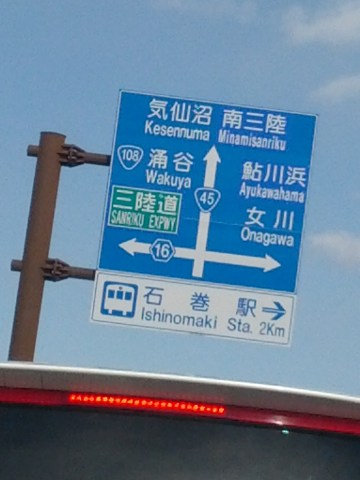 気仙沼 南三陸
Kesennuma Minamisanriku
108 涌谷
Wakuya
三陸道
SANRIKU EXPWY
45
鮎川浜
Ayukawahama
女川
Onagawa
16
石巻駅
Ishinomaki Sta. 2Km